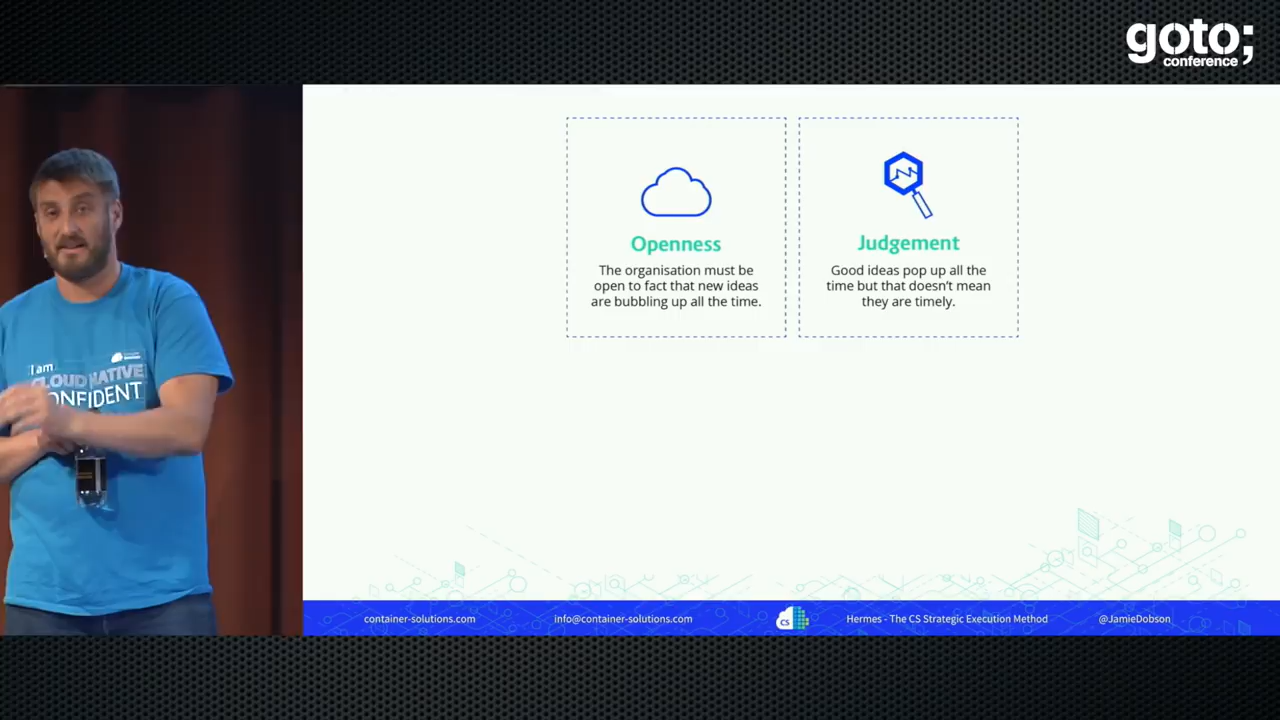 goto;
conference
I am
CLOUD NATIVE
CONFIDENT
Openness
The organisation must be
open to fact that new ideas
are bubbling up all the time.
Judgement
Good ideas pop up all the
time but that doesn't mean
they are timely.
container-solutions.com
info@container-solutions.com
CS
Hermes - The CS Strategic Execution Method
@JamieDobson